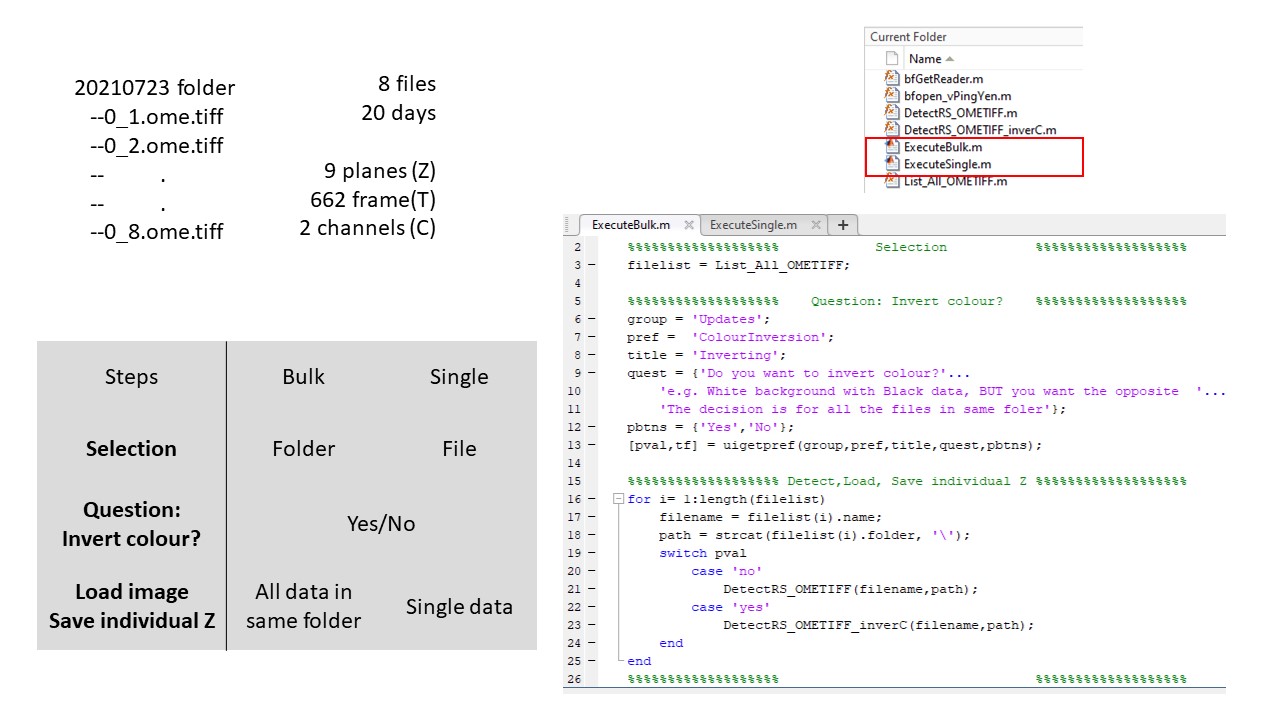 20210723 folder
--0_1.ome.tiff
--0_2.ome.tiff
-- .
-- .
--0_8.ome.tiff
8 files
20 days
9 planes (Z)
662 frame(T)
2 channels (C)
Current Folder
Name
bfGetReader.m
bfopen_vPingYen.m
DetectRS_OMETIFF.m
DetectRS_OMETIFF_inverC.m
ExecuteBulk.m
ExecuteSingle.m
List_All_OMETIFF.m
Steps Bulk Single
Selection Folder File
Question:
Invert colour?
Yes/No
Load image
Save individual Z
All data in
same folder
Single data
ExecuteBulk.m × ExecuteSingle.m × +
2 %%%%%%%%%%%%%%%%%%% Selection %%%%%%%%%%%%%%%%%%%
3 – filelist = List_All_OMETIFF;
4
5 %%%%%%%%%%%%%%%%%%% Question: Invert colour? %%%%%%%%%%%%%%%%%%%
6 – group = 'Updates';
7 – pref = 'ColourInversion';
8 – title = 'Inverting';
9 – quest = {'Do you want to invert colour?'...
10 'e.g. White background with Black data, BUT you want the opposite '...
11 'The decision is for all the files in same foler'};
12 – pbtns = {'Yes','No'};
13 – [pval,tf] = uigetpref(group,pref,title,quest,pbtns);
14
15 %%%%%%%%%%%%%%%%%%% Detect,Load, Save individual Z %%%%%%%%%%%%%%%%%%%
16 – for i= 1:length(filelist)
17 – filename = filelist(i).name;
18 – path = strcat(filelist(i).folder, '\');
19 – switch pval
20 – case 'no'
21 – DetectRS_OMETIFF(filename,path);
22 – case 'yes'
23 – DetectRS_OMETIFF_inverC(filename,path);
24 – end
25 – end
26 %%%%%%%%%%%%%%%%%%% %%%%%%%%%%%%%%%%%%%